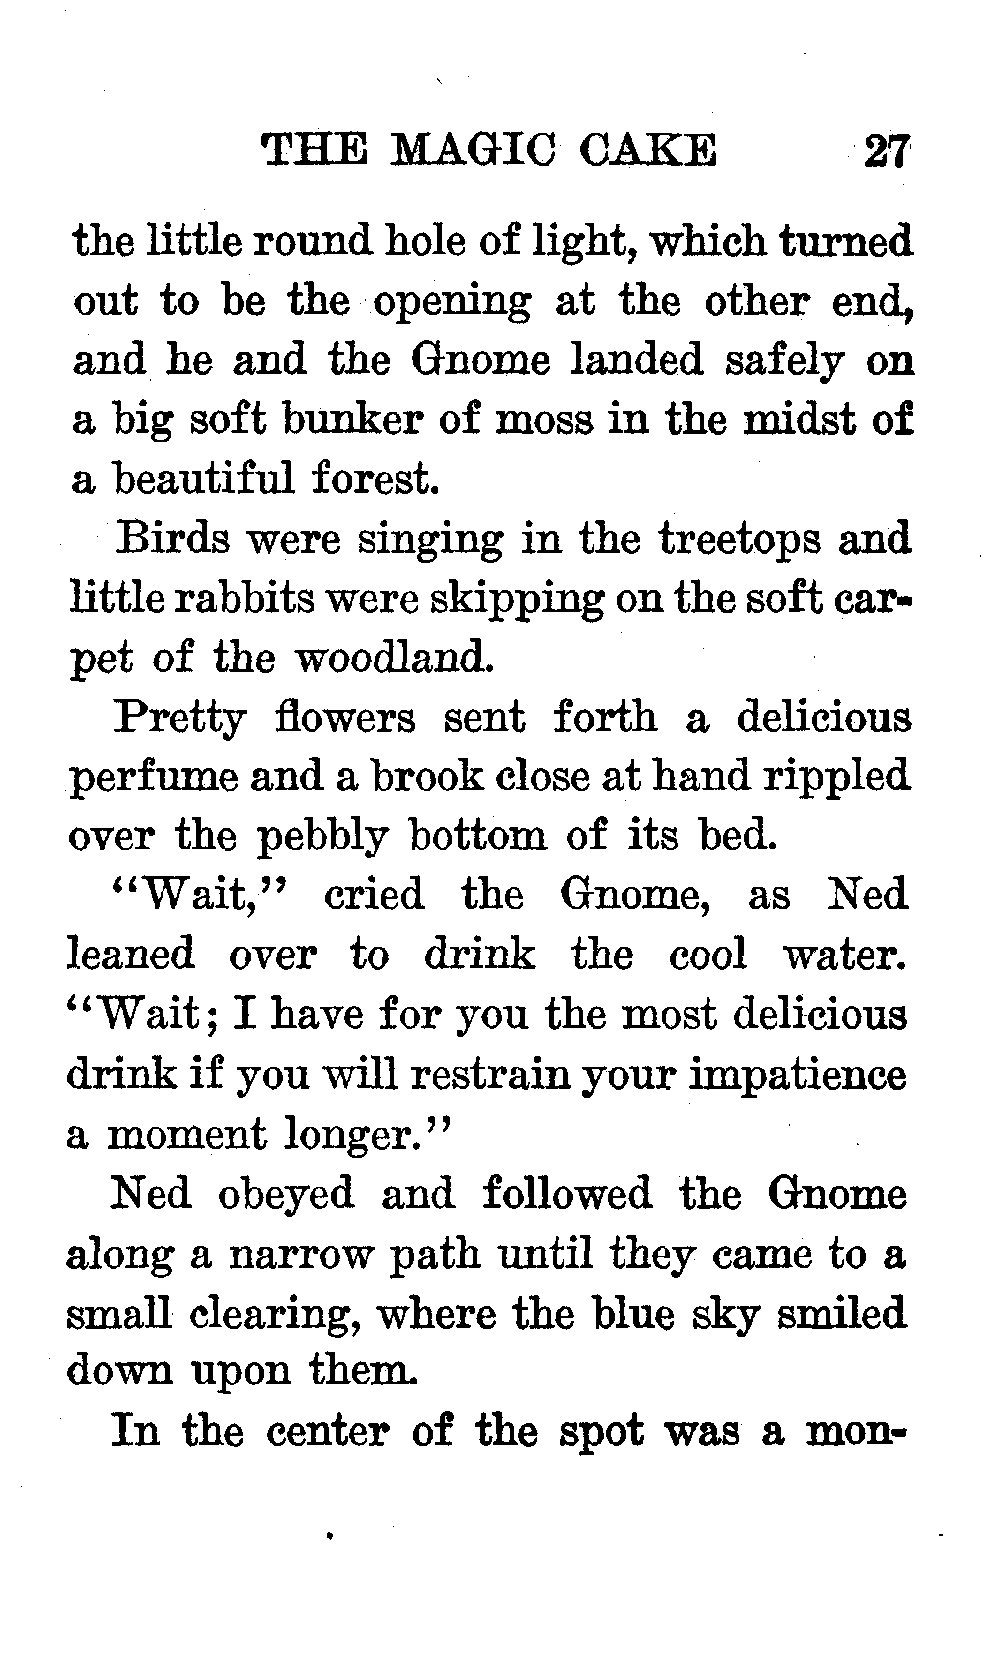 THE MAGIC CAKE 27
the little round hole of light, which turned
out to be the opening at the other end,
and he and the Gnome landed safely on
a big soft bunker of moss in the midst of
a beautiful forest.
Birds were singing in the treetops and
little rabbits were skipping on the soft car-
pet of the woodland.
Pretty flowers sent forth a delicious
perfume and a brook close at hand rippled
over the pebbly bottom of its bed.
“Wait,” cried the Gnome, as Ned
leaned over to drink the cool water.
“Wait; I have for you the most delicious
drink if you will restrain your impatience
a moment longer.”
Ned obeyed and followed the Gnome
along a narrow path until they came to a
small clearing, where the blue sky smiled
down upon them.
In the center of the spot was a mon-